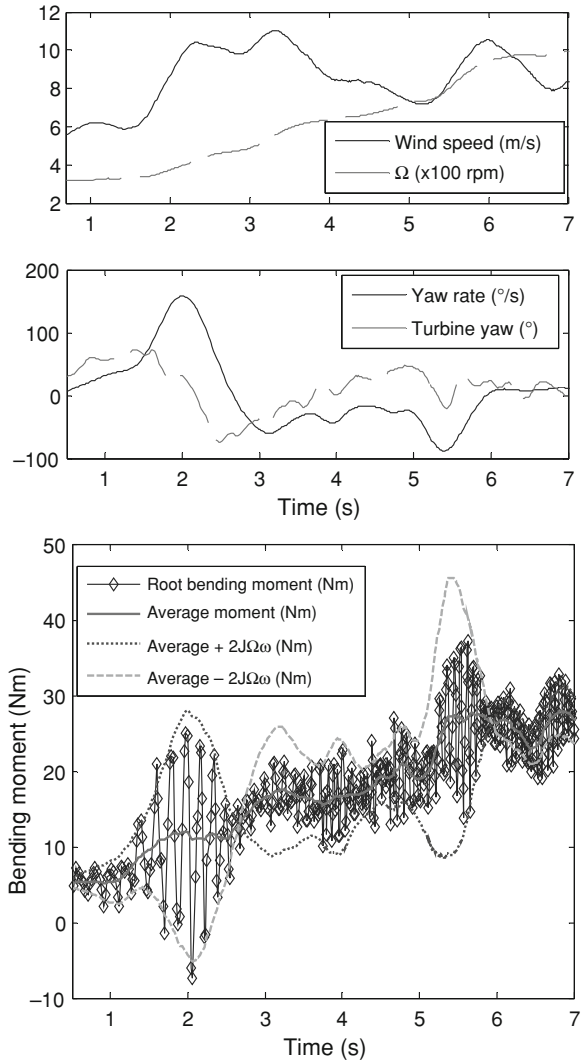 12
10
8
6
4
2
Wind speed (m/s)
Ω (x100 rpm)
1 2 3 4 5 6 7
200
100
0
−100
Yaw rate (°/s)
Turbine yaw (°)
1 2 3 4 5 6 7
Time (s)
50
40
30
20
10
0
−10
Bending moment (Nm)
Root bending moment (Nm)
Average moment (Nm)
Average + 2JΩω (Nm)
Average − 2JΩω (Nm)
1 2 3 4 5 6 7
Time (s)